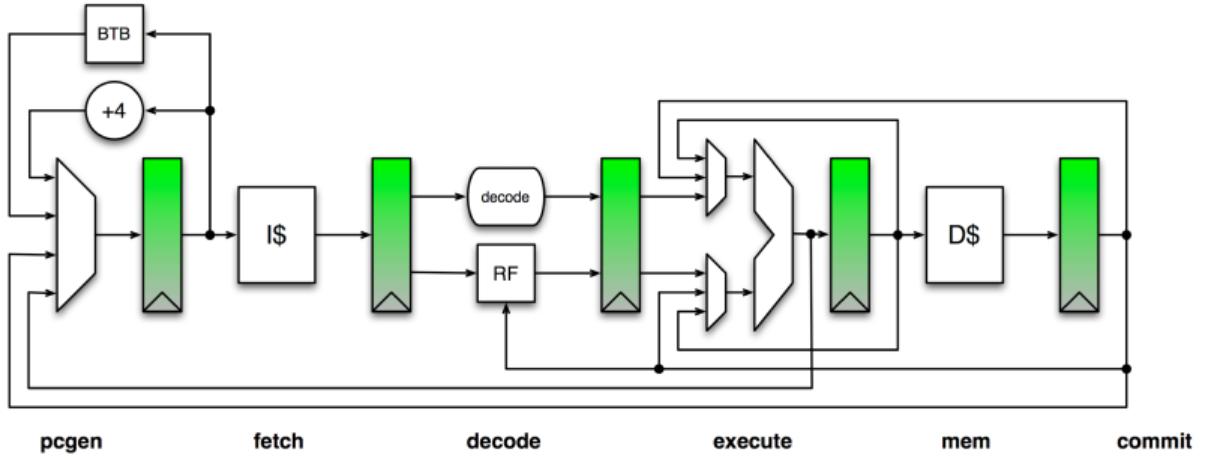 BTB
+4
I$
decode
RF
D$
pcgen fetch decode execute mem commit